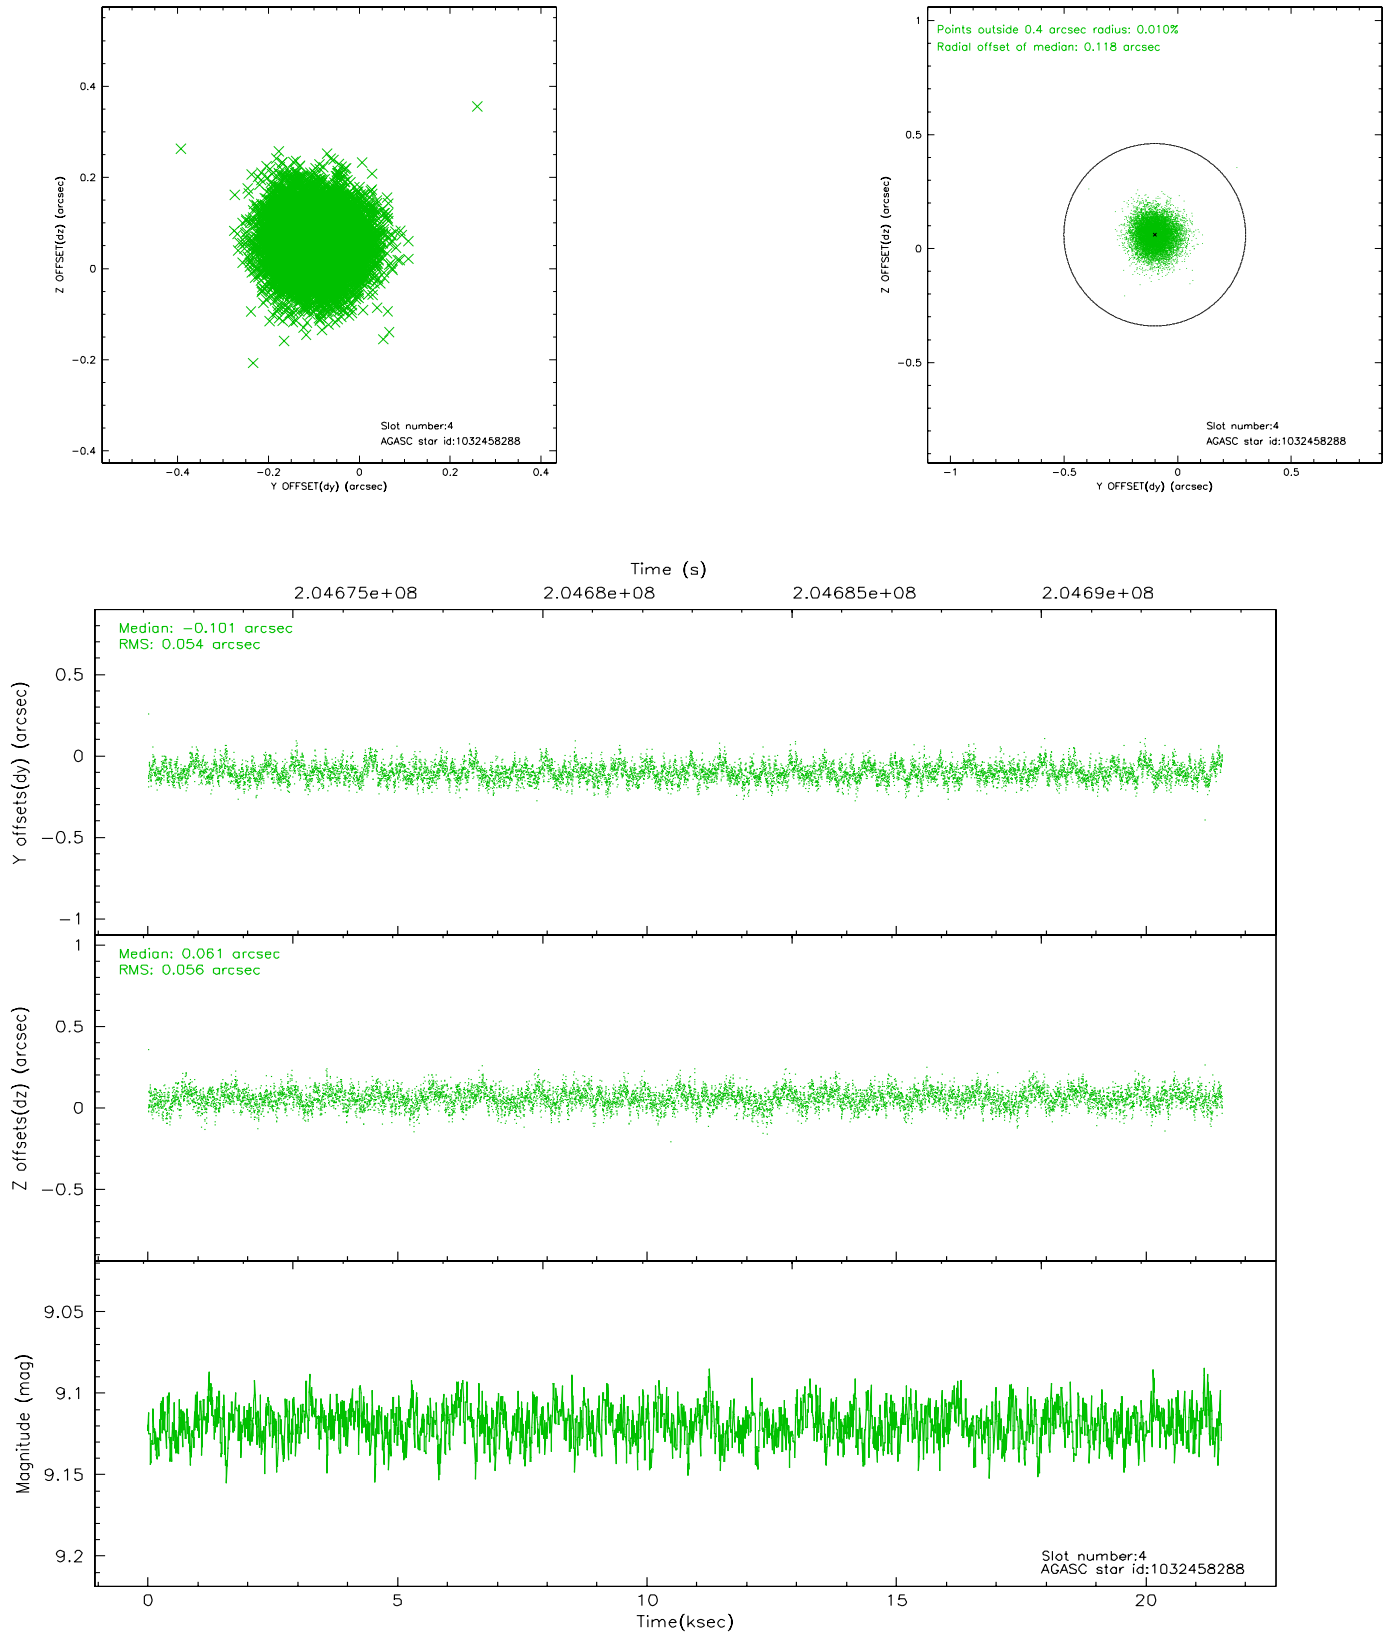 0.4
0.2
0
−0.2
−0.4
Z OFFSET(dz) (arcsec)
Slot number:4
AGASC star id:1032458288
−0.4 −0.2 0 0.2 0.4
Y OFFSET(dy) (arcsec)
Points outside 0.4 arcsec radius: 0.010%
Radial offset of median: 0.118 arcsec
1
0.5
0
−0.5
Z OFFSET(dz) (arcsec)
Slot number:4
AGASC star id:1032458288
−1 −0.5 0 0.5
Y OFFSET(dy) (arcsec)
Time (s)
2.04675e+08 2.0468e+08 2.04685e+08 2.0469e+08
Median: −0.101 arcsec
RMS: 0.054 arcsec
0.5
0
−0.5
−1
Y offsets(dy) (arcsec)
Median: 0.061 arcsec
RMS: 0.056 arcsec
1
0.5
0
−0.5
Z offsets(dz) (arcsec)
9.05
9.1
9.15
9.2
Magnitude (mag)
Slot number:4
AGASC star id:1032458288
0 5 10 15 20
Time(ksec)